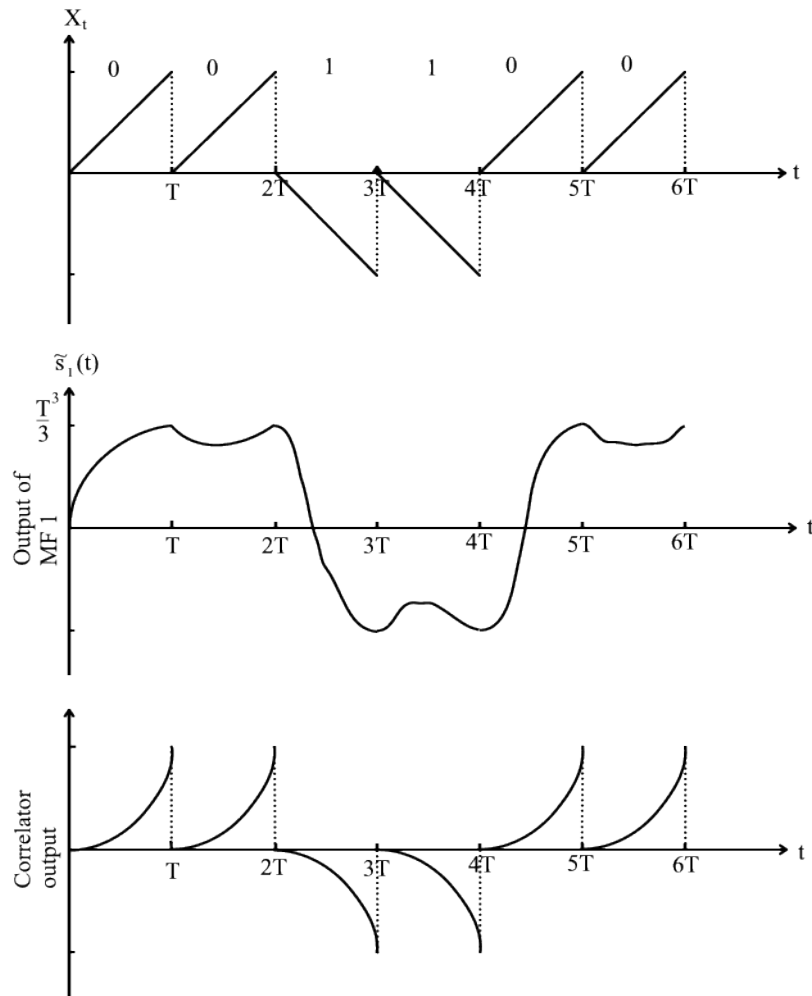 X_t
0 0 1 1 0 0
t
T 2T 3T 4T 5T 6T
s̃_1(t)
T^3
3
Output of
MF 1
t
T 2T 3T 4T 5T 6T
Correlator
output
t
T 2T 3T 4T 5T 6T